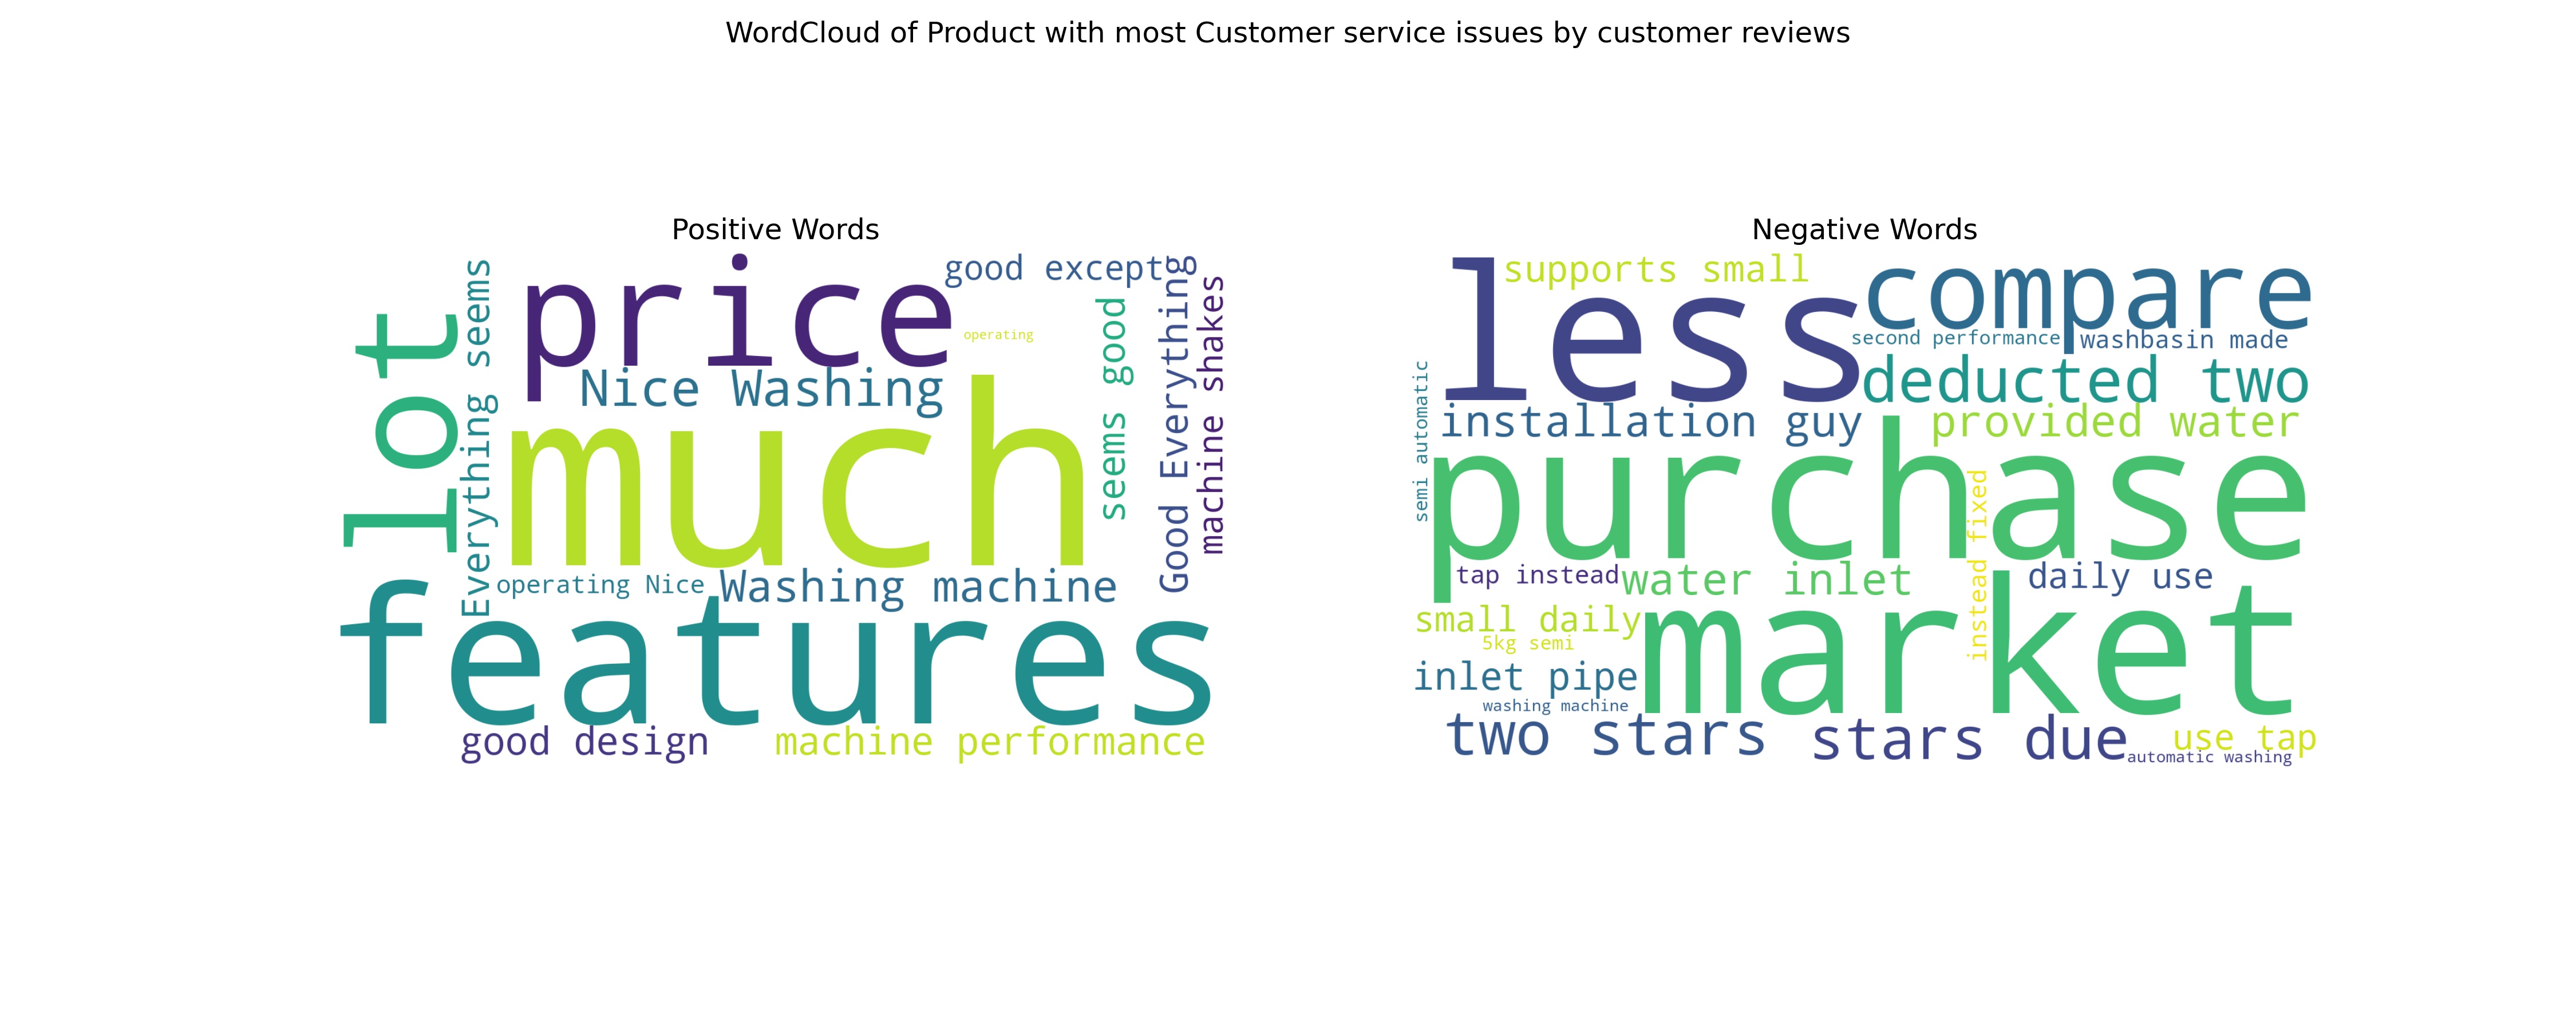 WordCloud of Product with most Customer service issues by customer reviews
Positive Words
lot
Everything seems
price
good except
operating
Nice Washing
much
seems good
Good Everything
machine shakes
operating Nice
Washing machine
features
good design
machine performance
Negative Words
less
supports small
compare
second performance
washbasin made
deducted two
semi automatic
installation guy
provided water
purchase
instead fixed
tap instead
water inlet
daily use
small daily
5kg semi
market
inlet pipe
washing machine
two stars
stars due
use tap
automatic washing